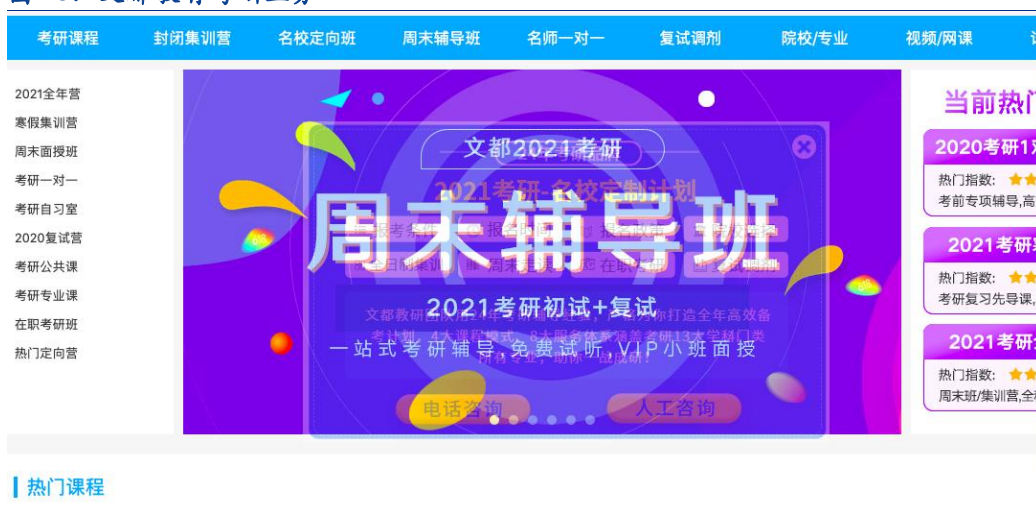 考研课程 封闭集训营 名校定向班 周末辅导班 名师一对一 复试调剂 院校/专业 视频/网课
2021全年营
寒假集训营
周末面授班
考研一对一
考研自习室
2020复试营
考研公共课
考研专业课
在职考研班
热门定向营
文都2021考研
2021考研-名校定制计划
周末辅导班
2021考研初试+复试
一站式考研辅导,免费试听,VIP小班面授
电话咨询 人工咨询
当前热门
2020考研1对
热门指数:
考前专项辅导,高
2021考研
热门指数:
考研复习先导课,
2021考研
热门指数:
周末班/集训营,全
热门课程